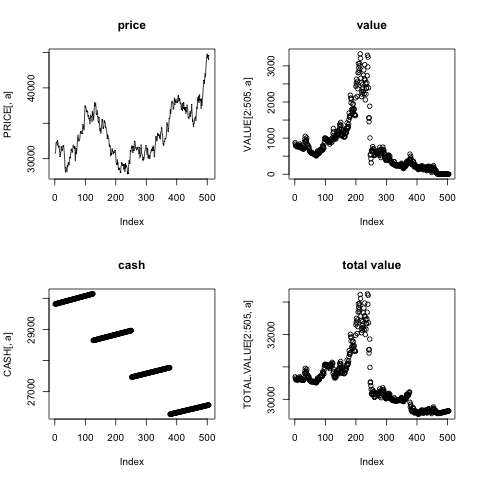 price
PRICE[, a]
30000
40000
0
100
200
300
400
500
Index
value
VALUE[2:505, a]
0
1000
2000
3000
0
100
200
300
400
500
Index
cash
CASH[, a]
27000
29000
0
100
200
300
400
500
Index
total value
TOTAL.VALUE[2:505, a]
30000
32000
0
100
200
300
400
500
Index